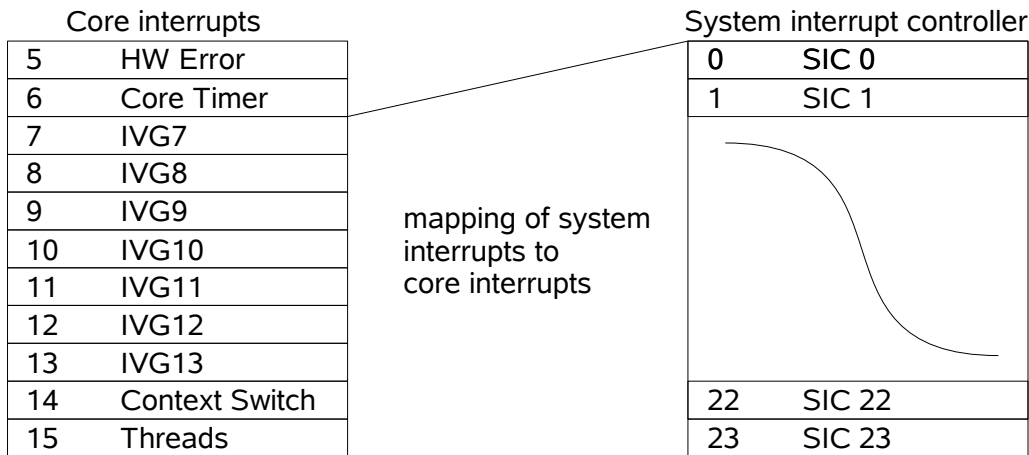 Core interrupts
5 HW Error
6 Core Timer
7 IVG7
8 IVG8
9 IVG9
10 IVG10
11 IVG11
12 IVG12
13 IVG13
14 Context Switch
15 Threads
mapping of system
interrupts to
core interrupts
System interrupt controller
0 SIC 0
1 SIC 1
22 SIC 22
23 SIC 23